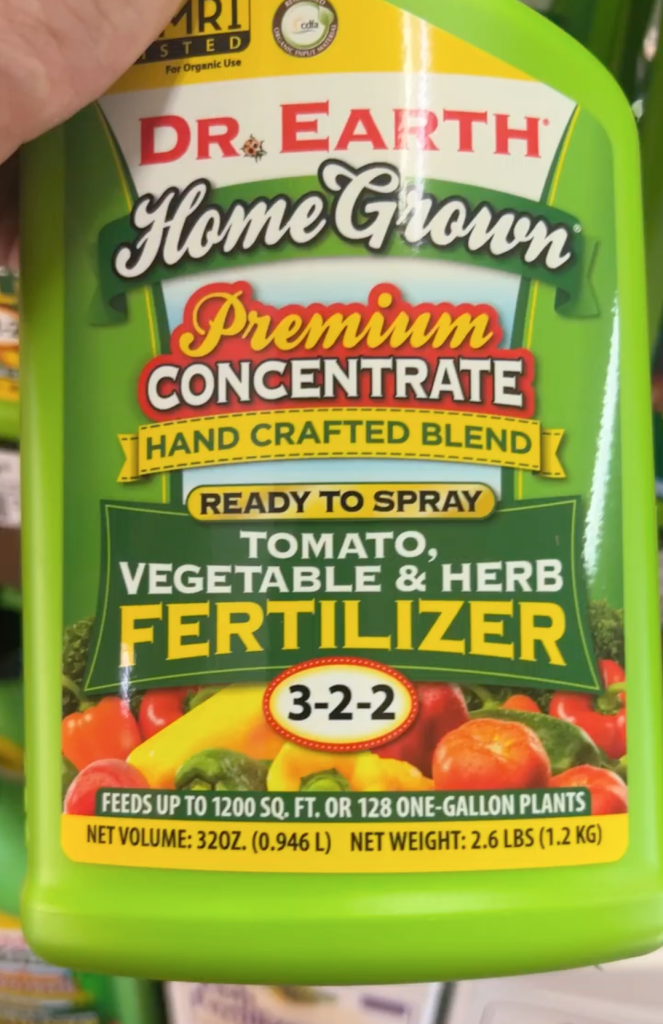 LISTED
For Organic Use
cdfa
DR. EARTH®
Home Grown®
Premium
CONCENTRATE
HAND CRAFTED BLEND
READY TO SPRAY
TOMATO,
VEGETABLE & HERB
FERTILIZER
3-2-2
FEEDS UP TO 1200 SQ. FT. OR 128 ONE-GALLON PLANTS
NET VOLUME: 32OZ. (0.946 L) NET WEIGHT: 2.6 LBS (1.2 KG)